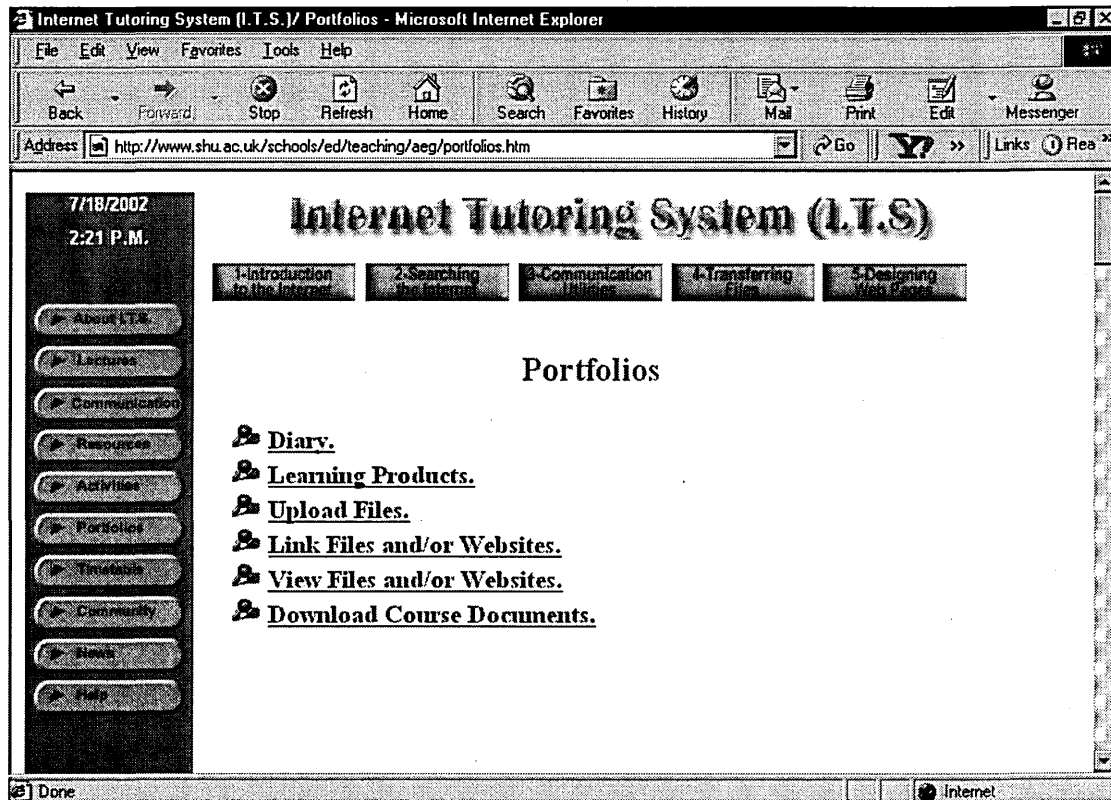 Internet Tutoring System (I.T.S.)/ Portfolios - Microsoft Internet Explorer
File Edit View Favorites Tools Help
Back Forward Stop Refresh Home Search Favorites History Mail Print Edit Messenger
Address http://www.shu.ac.uk/schools/ed/teaching/aeg/portfolios.htm Go Y? » Links Rea »
7/18/2002
2:21 P.M.
Internet Tutoring System (I.T.S)
1-Introduction to the Internet
2-Searching the Internet
3-Communication Utilities
4-Transferring Files
5-Designing Web Pages
About I.T.S.
Lectures
Communication
Resources
Activities
Portfolios
Timetable
Community
News
Help
Portfolios
Diary.
Learning Products.
Upload Files.
Link Files and/or Websites.
View Files and/or Websites.
Download Course Documents.
Done Internet